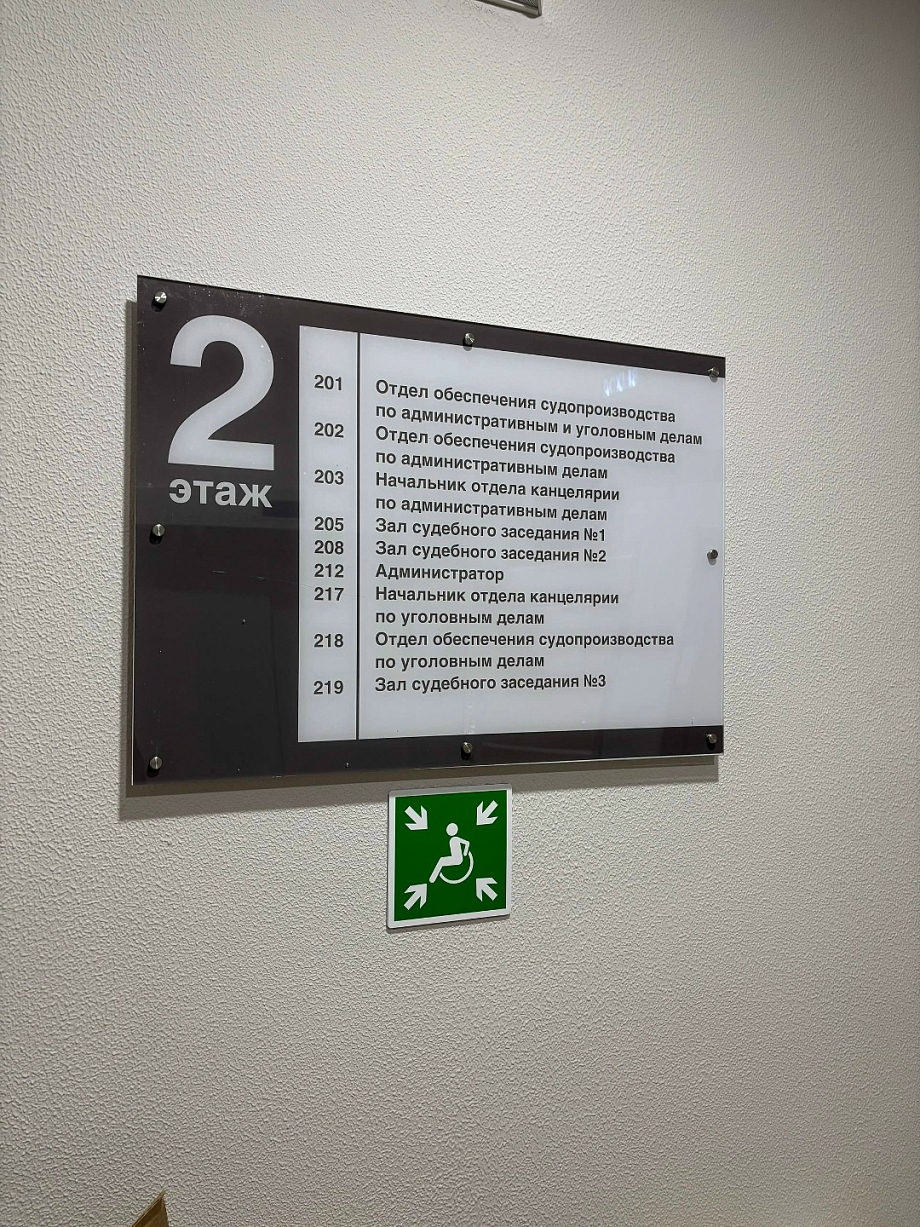 2
этаж
201 Отдел обеспечения судопроизводства
по административным и уголовным делам
202 Отдел обеспечения судопроизводства
по административным делам
203 Начальник отдела канцелярии
по административным делам
205 Зал судебного заседания №1
208 Зал судебного заседания №2
212 Администратор
217 Начальник отдела канцелярии
по уголовным делам
218 Отдел обеспечения судопроизводства
по уголовным делам
219 Зал судебного заседания №3